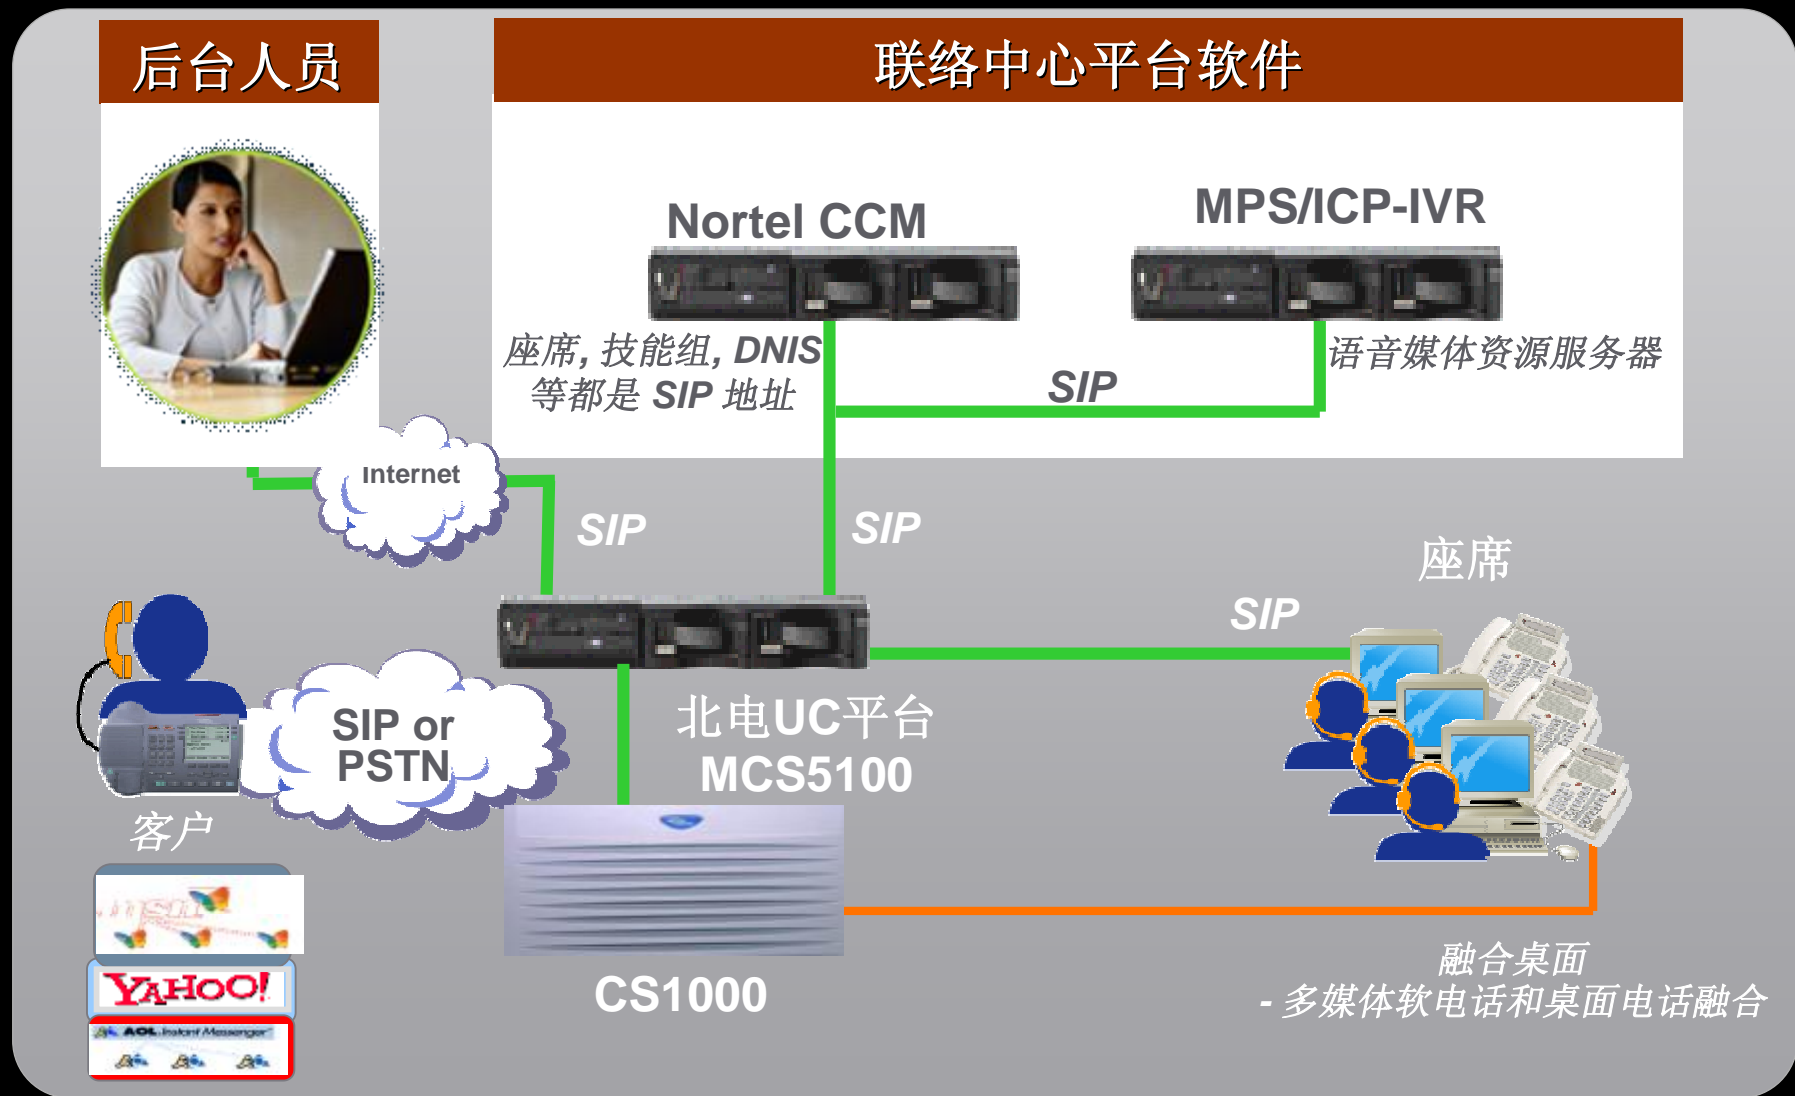 后台人员
联络中心平台软件
Nortel CCM
MPS/ICP-IVR
座席, 技能组, DNIS
等都是 SIP 地址
语音媒体资源服务器
SIP
Internet
SIP
SIP
座席
SIP
SIP or
PSTN
北电UC平台
MCS5100
客户
msn
YAHOO!
AOL Instant Messenger
CS1000
融合桌面
- 多媒体软电话和桌面电话融合